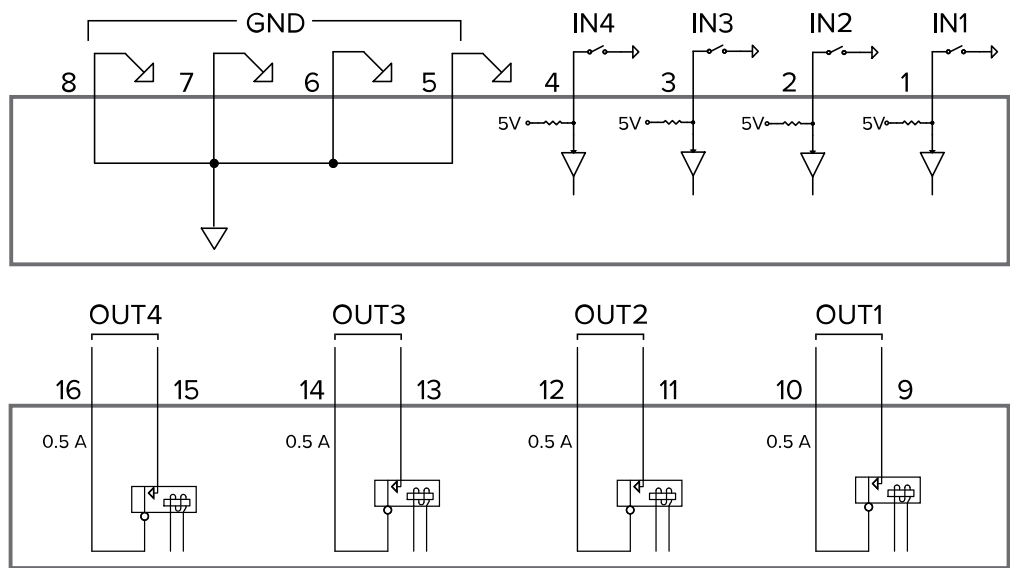 GND IN4 IN3 IN2 IN1
8 7 6 5 4 3 2 1
5V 5V 5V 5V
OUT4 OUT3 OUT2 OUT1
16 15 14 13 12 11 10 9
0.5 A 0.5 A 0.5 A 0.5 A